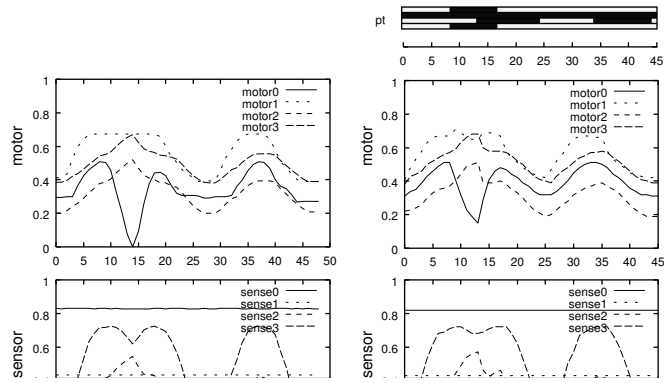 pt
0 5 10 15 20 25 30 35 40 45
1
motor0
motor1
motor2
motor3
0.8
0.6
0.4
0.2
0
motor
0 5 10 15 20 25 30 35 40 45 50
1
motor0
motor1
motor2
motor3
0.8
0.6
0.4
0.2
0
motor
0 5 10 15 20 25 30 35 40 45
1
sense0
sense1
sense2
sense3
0.8
0.6
sensor
1
sense0
sense1
sense2
sense3
0.8
0.6
sensor